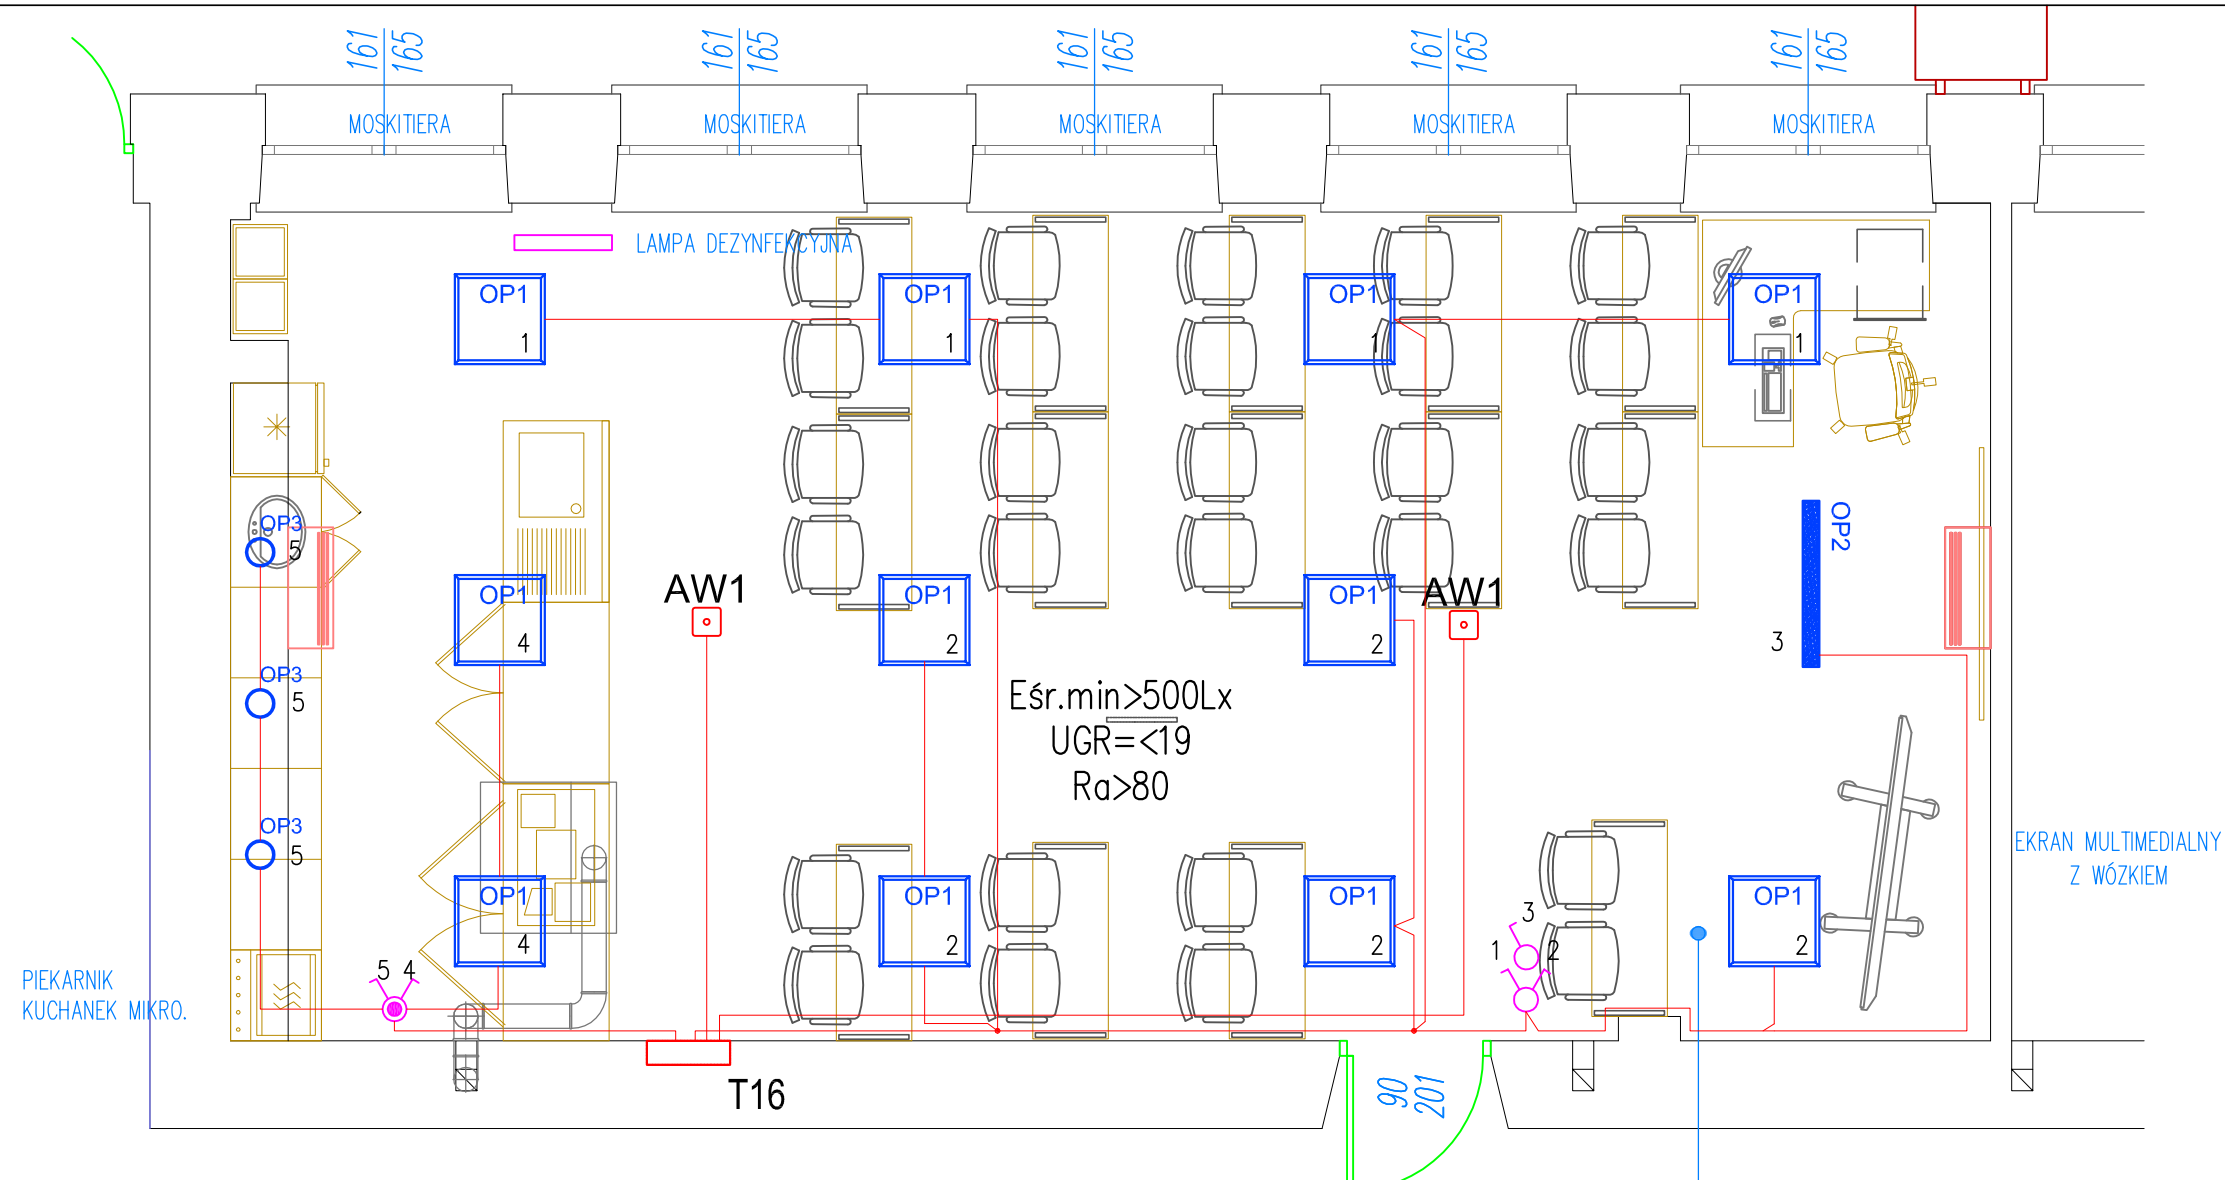 161
165
161
165
161
165
161
165
161
165
MOSKITIERA
MOSKITIERA
MOSKITIERA
MOSKITIERA
MOSKITIERA
LAMPA DEZYNFEKCYJNA
OP1
1
OP1
1
OP1
1
OP1
1
OP3
5
OP2
3
OP1
4
AW1
OP1
2
OP1
2
AW1
OP3
5
Eśr.min>500Lx
UGR=<19
Ra>80
OP3
5
EKRAN MULTIMEDIALNY
Z WÓZKIEM
OP1
4
OP1
2
OP1
2
3
1
2
OP1
2
PIEKARNIK
KUCHANEK MIKRO.
5 4
T16
90
201